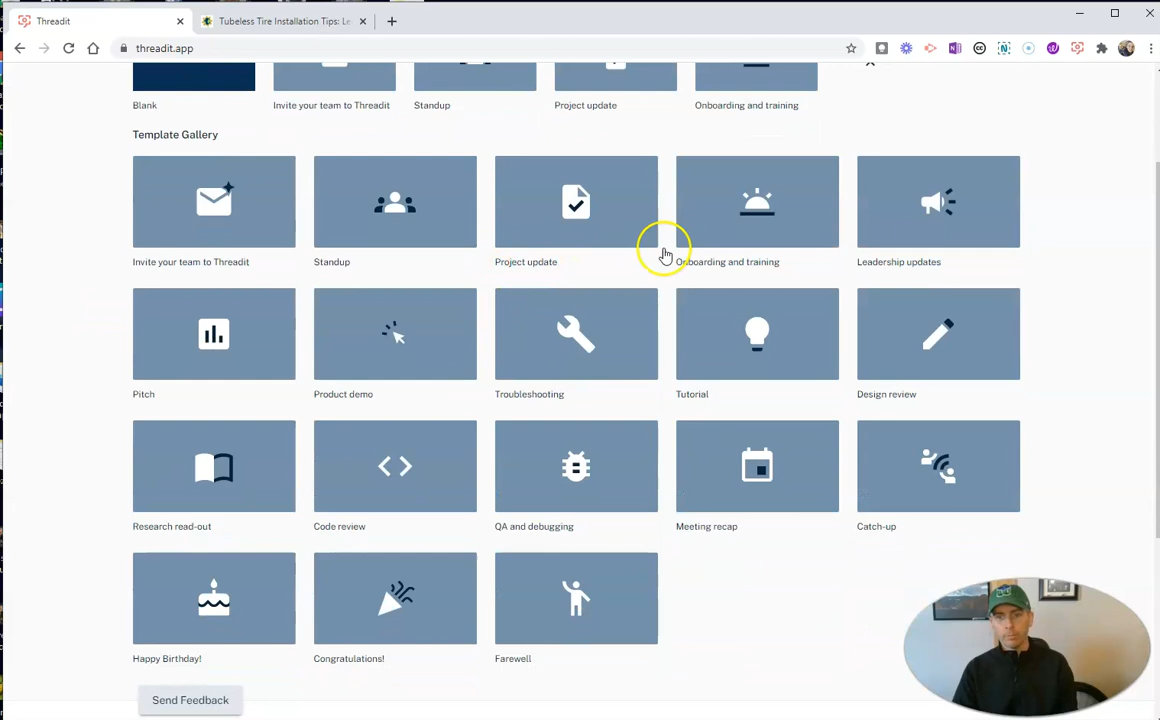 Threadit
Tubeless Tire Installation Tips: Le
threadit.app
Blank
Invite your team to Threadit
Standup
Project update
Onboarding and training
Template Gallery
Invite your team to Threadit
Standup
Project update
Onboarding and training
Leadership updates
Pitch
Product demo
Troubleshooting
Tutorial
Design review
Research read-out
Code review
QA and debugging
Meeting recap
Catch-up
Happy Birthday!
Congratulations!
Farewell
Send Feedback